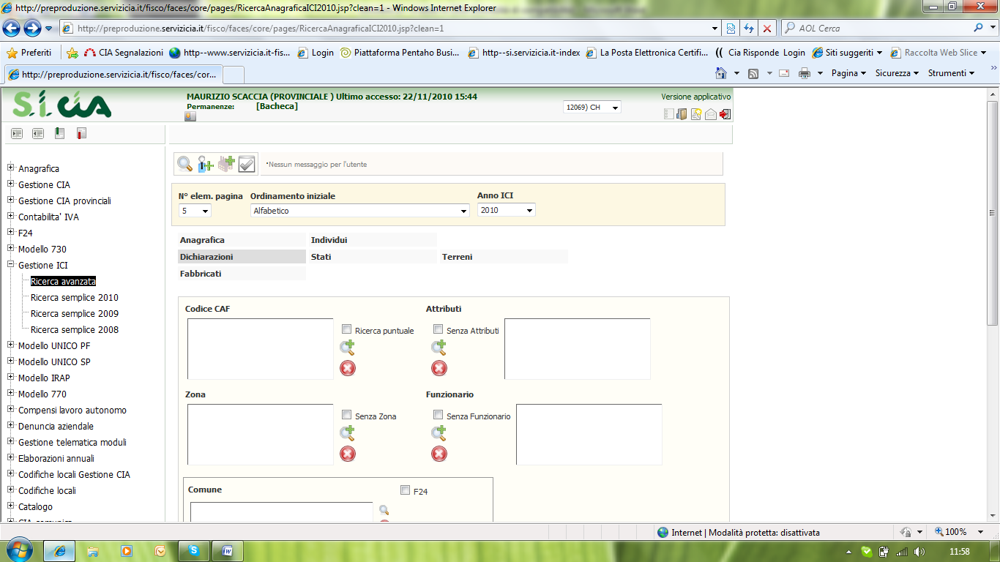 http://preproduzione.servizicia.it/fisco/faces/core/pages/RicercaAnagraficaICI2010.jsp?clean=1 - Windows Internet Explorer
http://preproduzione.servizicia.it/fisco/faces/core/pages/RicercaAnagraficaICI2010.jsp?clean=1
AOL Cerca
Preferiti CIA Segnalazioni http--www.servizicia.it-fis... Login Piattaforma Pentaho Busi... http--si.servizicia.it-index La Posta Elettronica Certifi... Cia Risponde Login Siti suggeriti Raccolta Web Slice
http://preproduzione.servizicia.it/fisco/faces/cor... Pagina Sicurezza Strumenti
S.I. CIA
MAURIZIO SCACCIA (PROVINCIALE ) Ultimo accesso: 22/11/2010 15:44
Permanenze: [Bacheca]
12069) CH
Versione applicativo
Anagrafica
Gestione CIA
Gestione CIA provinciali
Contabilita' IVA
F24
Modello 730
Gestione ICI
Ricerca avanzata
Ricerca semplice 2010
Ricerca semplice 2009
Ricerca semplice 2008
Modello UNICO PF
Modello UNICO SP
Modello IRAP
Modello 770
Compensi lavoro autonomo
Denuncia aziendale
Gestione telematica moduli
Elaborazioni annuali
Codifiche locali Gestione CIA
Codifiche locali
Catalogo
CIA comunica
•Nessun messaggio per l'utente
N° elem. pagina Ordinamento iniziale Anno ICI
5 Alfabetico 2010
Anagrafica Individui
Dichiarazioni Stati Terreni
Fabbricati
Codice CAF Attributi
Ricerca puntuale Senza Attributi
Zona Funzionario
Senza Zona Senza Funzionario
Comune F24
Internet | Modalità protetta: disattivata
100%
11:58